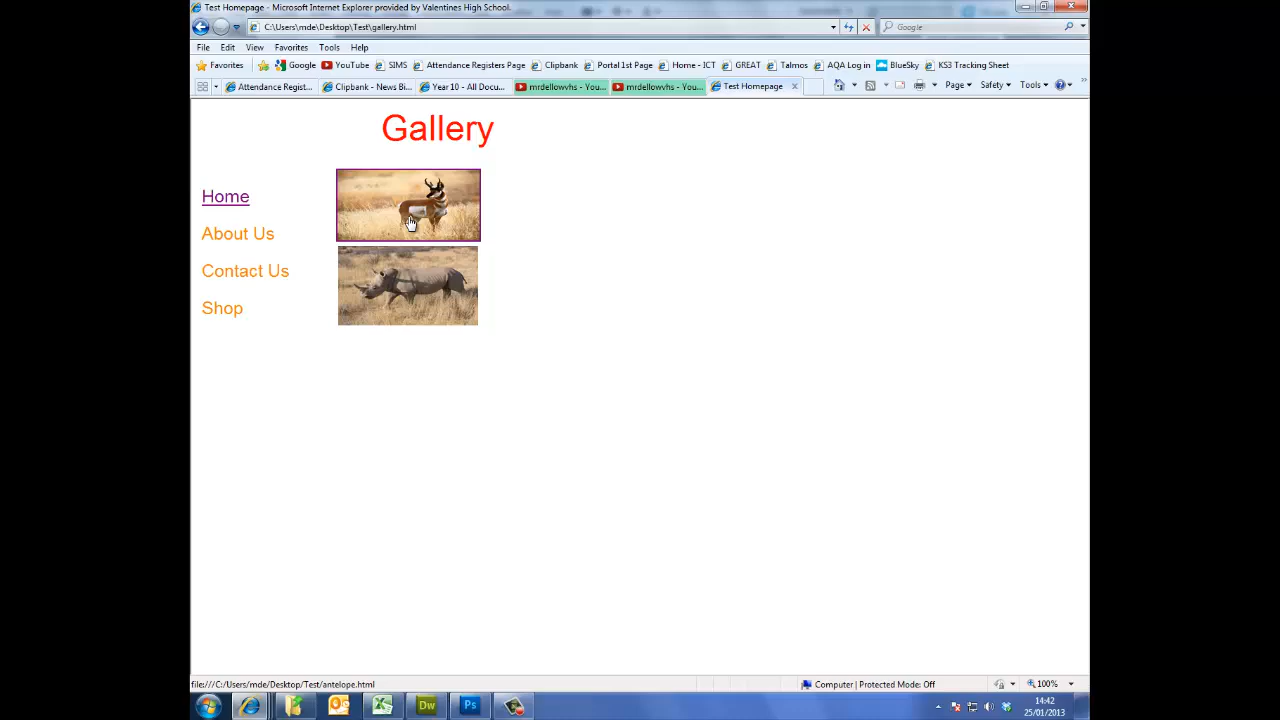 Test Homepage - Microsoft Internet Explorer provided by Valentines High School.
C:\Users\mde\Desktop\Test\gallery.html
Google
File Edit View Favorites Tools Help
Favorites Google YouTube SIMS Attendance Registers Page Clipbank Portal 1st Page Home - ICT GREAT Talmos AQA Log in BlueSky KS3 Tracking Sheet
Attendance Regist... Clipbank - News Bi... Year 10 - All Docu... mrdellowvhs - You... mrdellowvhs - You... Test Homepage x Page Safety Tools
Gallery
Home
About Us
Contact Us
Shop
file:///C:/Users/mde/Desktop/Test/antelope.html Computer | Protected Mode: Off 100%
Dw Ps
14:42
25/01/2013